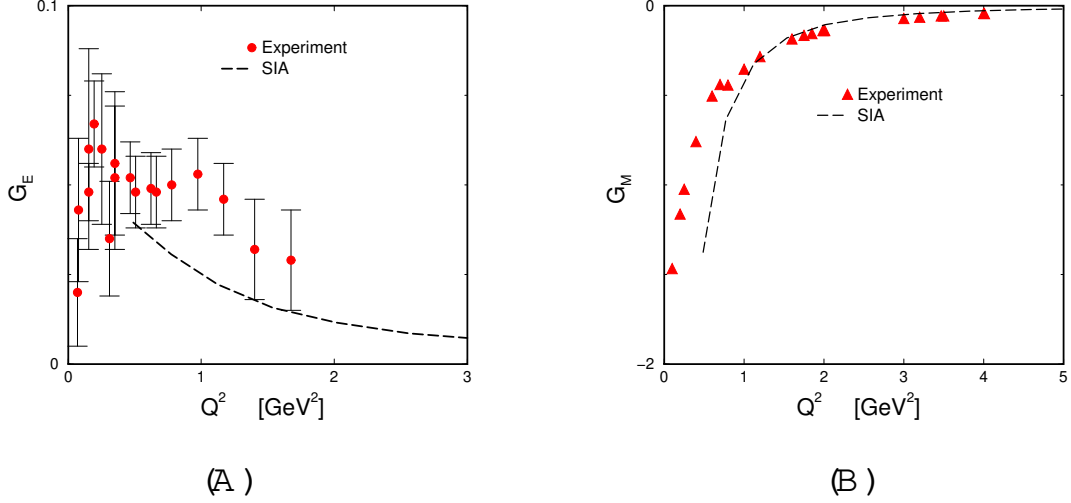 0.1
Experiment
SIA
G_E
0
0 1 2 3
Q^2 [GeV^2]
(A)
0
Experiment
SIA
G_M
−2
0 1 2 3 4 5
Q^2 [GeV^2]
(B)